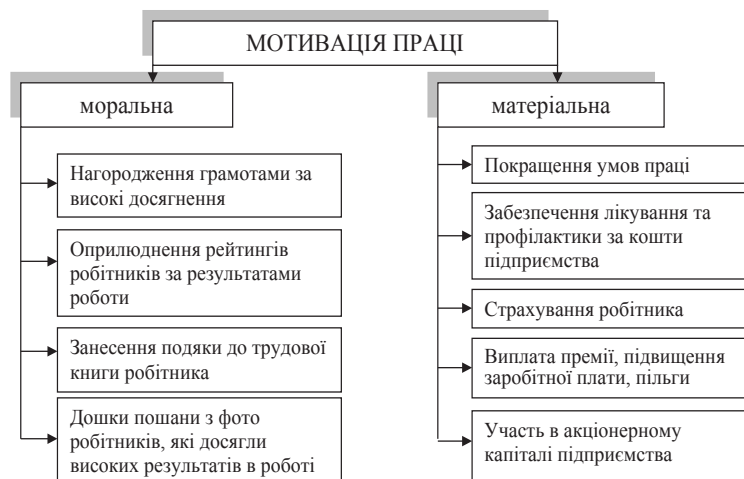 МОТИВАЦІЯ ПРАЦІ
моральна
Нагородження грамотами за
високі досягнення
Оприлюднення рейтингів
робітників за результатами
роботи
Занесення подяки до трудової
книги робітника
Дошки пошани з фото
робітників, які досягли
високих результатів в роботі
матеріальна
Покращення умов праці
Забезпечення лікування та
профілактики за кошти
підприємства
Страхування робітника
Виплата премії, підвищення
заробітної плати, пільги
Участь в акціонерному
капіталі підприємства